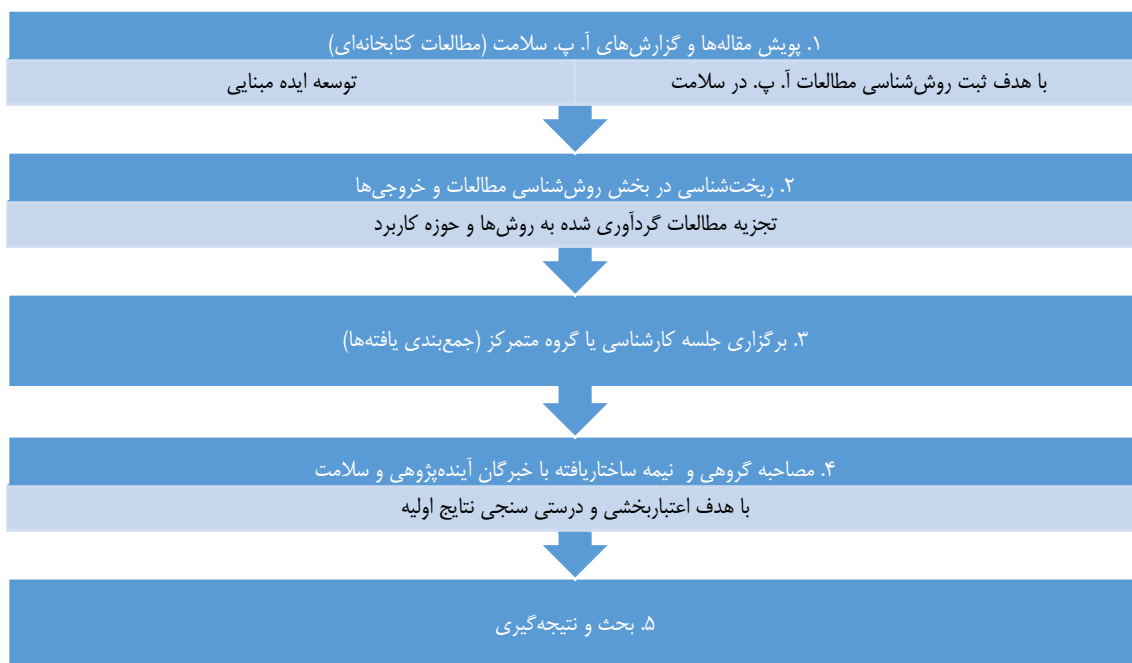 ۱. پویش مقاله‌ها و گزارش‌های آ. پ. سلامت (مطالعات کتابخانه‌ای)
با هدف ثبت روش‌شناسی مطالعات آ. پ. در سلامت
توسعه ایده مبنایی
۲. ریخت‌شناسی در بخش روش‌شناسی مطالعات و خروجی‌ها
تجزیه مطالعات گردآوری شده به روش‌ها و حوزه کاربرد
۳. برگزاری جلسه کارشناسی یا گروه متمرکز (جمع‌بندی یافته‌ها)
۴. مصاحبه گروهی و نیمه ساختاریافته با خبرگان آینده‌پژوهی و سلامت
با هدف اعتباربخشی و درستی سنجی نتایج اولیه
۵. بحث و نتیجه‌گیری